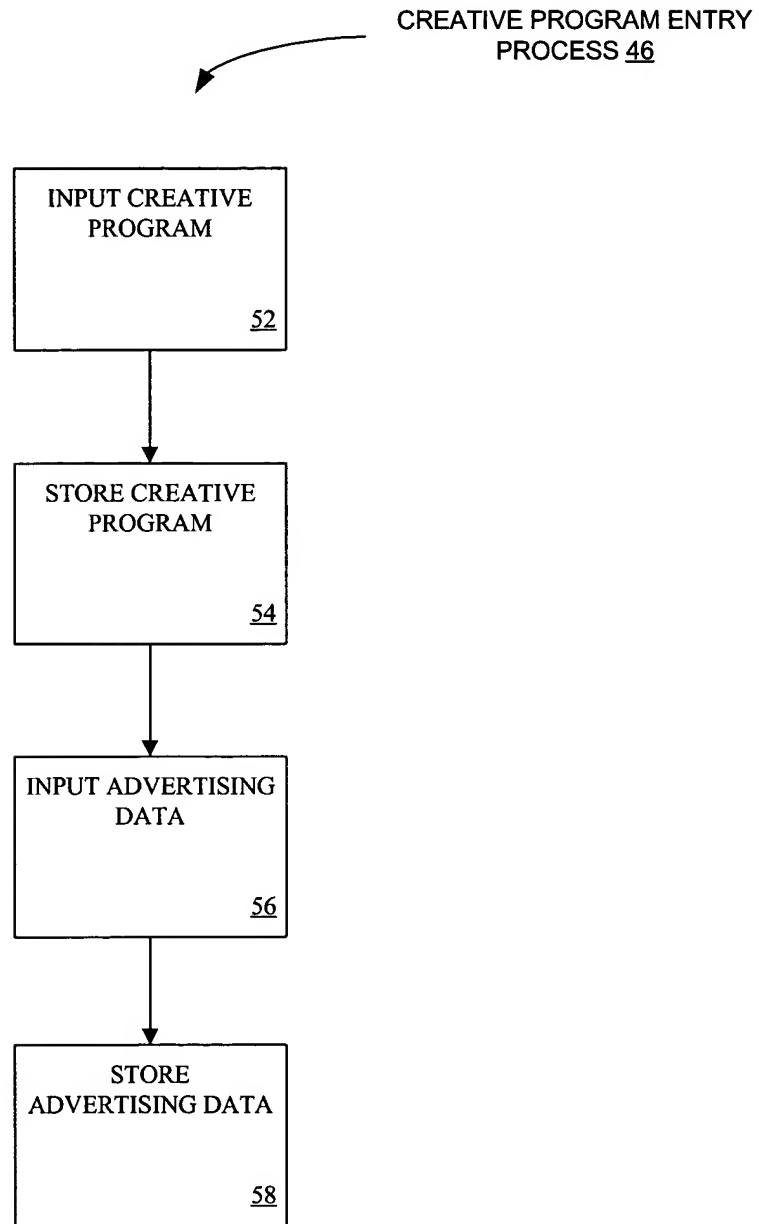 CREATIVE PROGRAM ENTRY
PROCESS 46
INPUT CREATIVE
PROGRAM
52
STORE CREATIVE
PROGRAM
54
INPUT ADVERTISING
DATA
56
STORE
ADVERTISING DATA
58